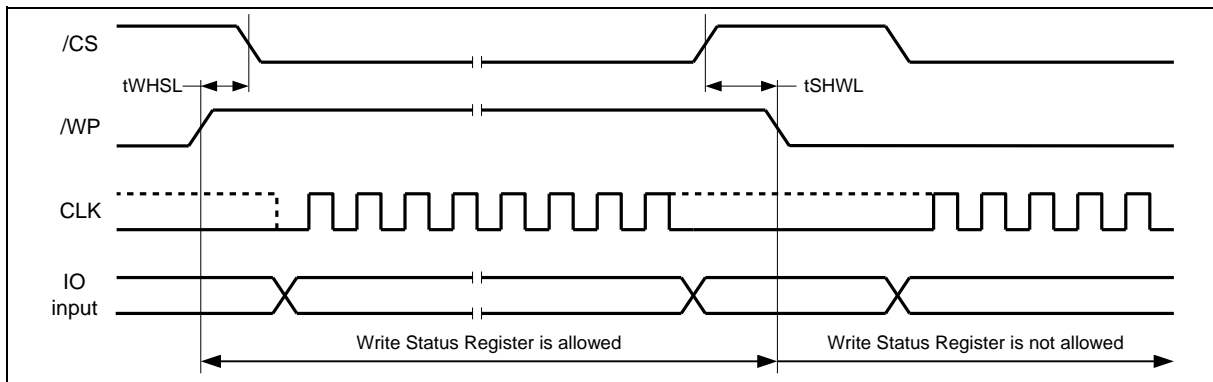 /CS
tWHSL
tSHWL
/WP
CLK
IO
input
Write Status Register is allowed
Write Status Register is not allowed